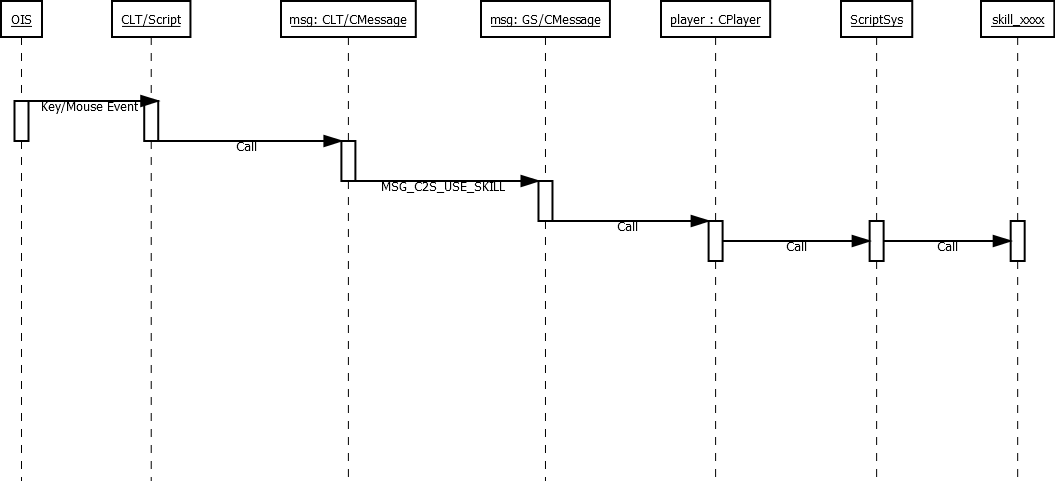 OIS
CLT/Script
msg: CLT/CMessage
msg: GS/CMessage
player : CPlayer
ScriptSys
skill_xxxx
Key/Mouse Event
Call
MSG_C2S_USE_SKILL
Call
Call
Call